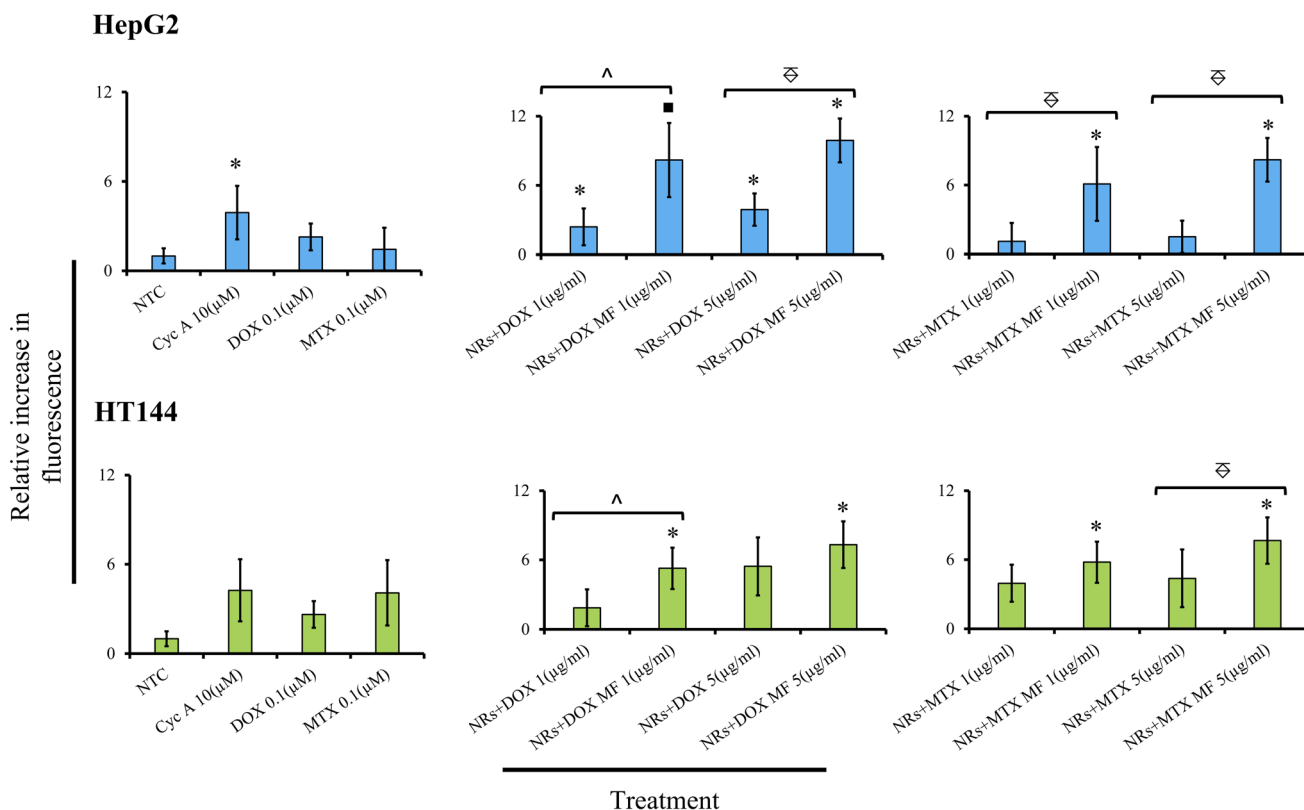 HepG2
12
6
0
*
NTC
Cyc A 10(µM)
DOX 0.1(µM)
MTX 0.1(µM)
12
6
0
^
*
■
*
*
NRs+DOX 1(µg/ml)
NRs+DOX MF 1(µg/ml)
NRs+DOX 5(µg/ml)
NRs+DOX MF 5(µg/ml)
12
6
0
*
*
NRs+MTX 1(µg/ml)
NRs+MTX MF 1(µg/ml)
NRs+MTX 5(µg/ml)
NRs+MTX MF 5(µg/ml)
Relative increase in
fluorescence
HT144
12
6
0
NTC
Cyc A 10(µM)
DOX 0.1(µM)
MTX 0.1(µM)
12
6
0
^
*
*
NRs+DOX 1(µg/ml)
NRs+DOX MF 1(µg/ml)
NRs+DOX 5(µg/ml)
NRs+DOX MF 5(µg/ml)
12
6
0
*
*
NRs+MTX 1(µg/ml)
NRs+MTX MF 1(µg/ml)
NRs+MTX 5(µg/ml)
NRs+MTX MF 5(µg/ml)
Treatment